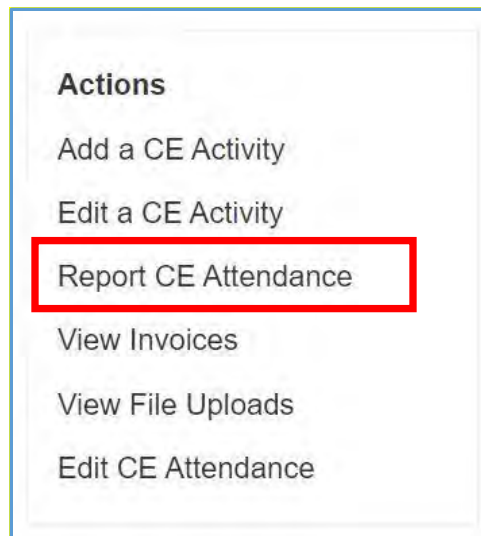 Actions
Add a CE Activity
Edit a CE Activity
Report CE Attendance
View Invoices
View File Uploads
Edit CE Attendance